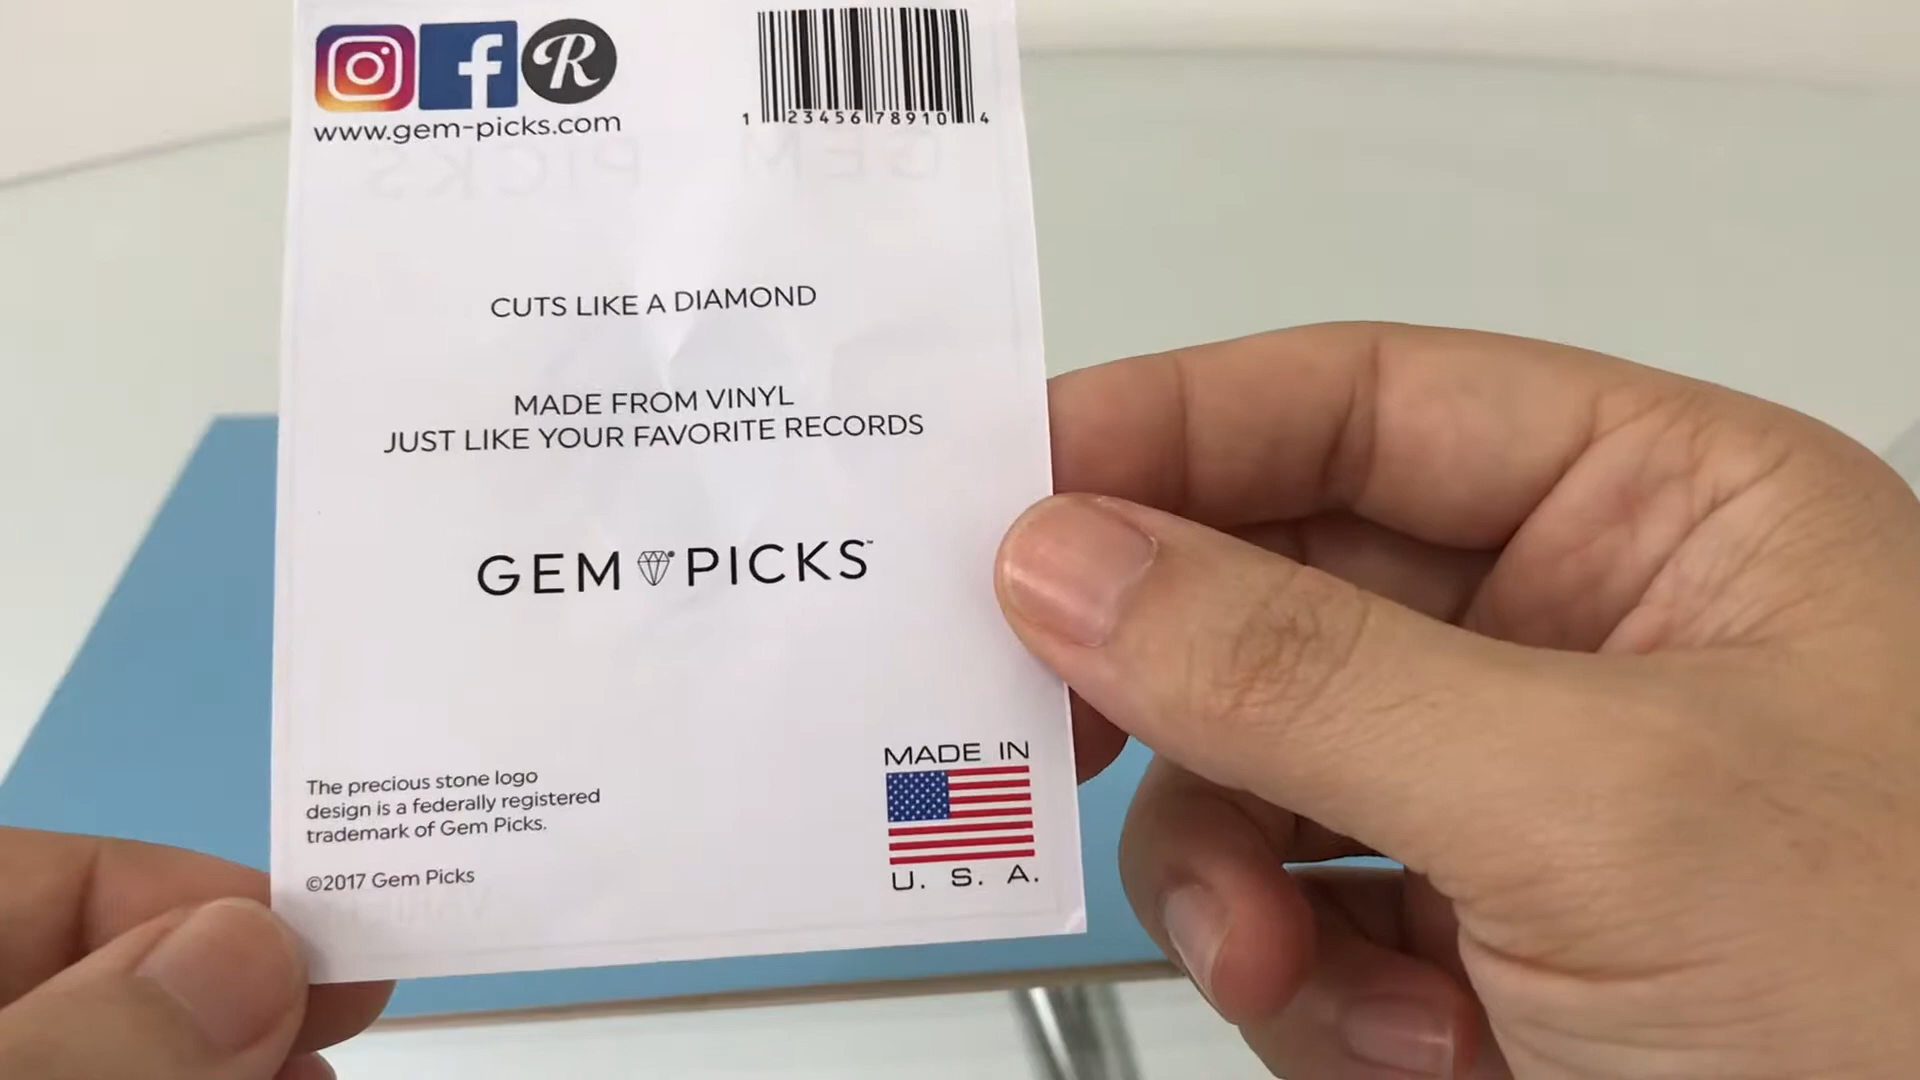 R
www.gem-picks.com
1 23456 78910 4
CUTS LIKE A DIAMOND
MADE FROM VINYL
JUST LIKE YOUR FAVORITE RECORDS
GEM PICKS™
The precious stone logo
design is a federally registered
trademark of Gem Picks.
©2017 Gem Picks
MADE IN
U. S. A.